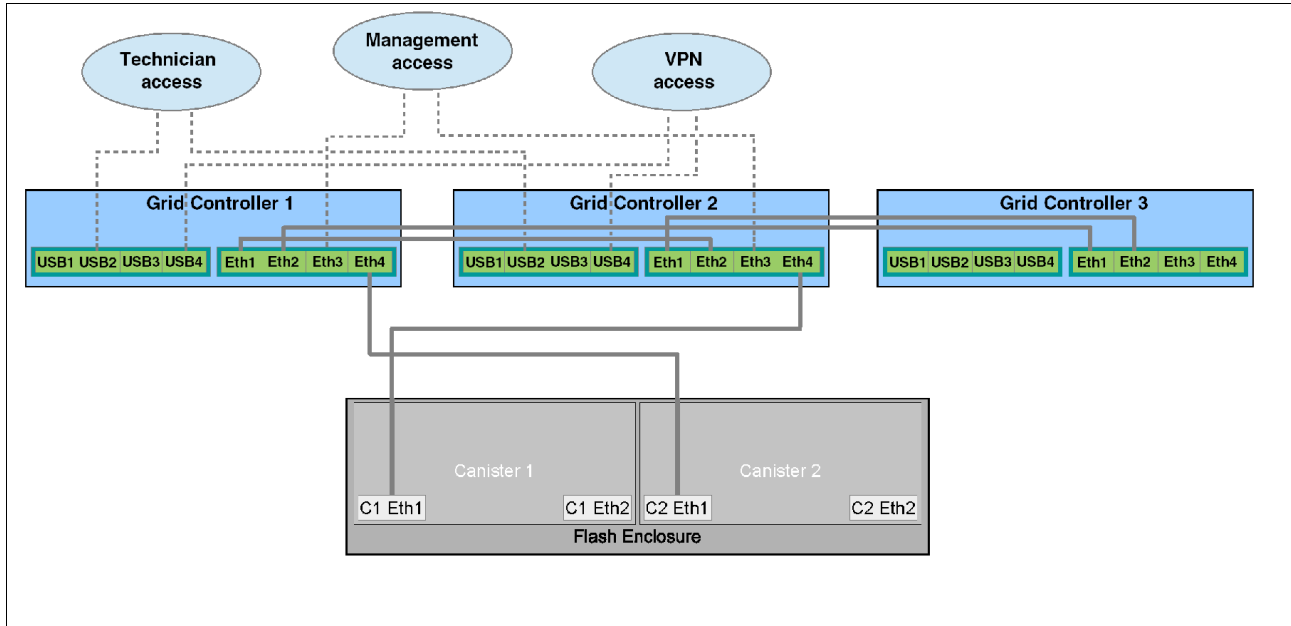 Technician
access
Management
access
VPN
access
Grid Controller 1
USB1 USB2 USB3 USB4
Eth1 Eth2 Eth3 Eth4
Grid Controller 2
USB1 USB2 USB3 USB4
Eth1 Eth2 Eth3 Eth4
Grid Controller 3
USB1 USB2 USB3 USB4
Eth1 Eth2 Eth3 Eth4
Canister 1
C1 Eth1
C1 Eth2
Canister 2
C2 Eth1
C2 Eth2
Flash Enclosure